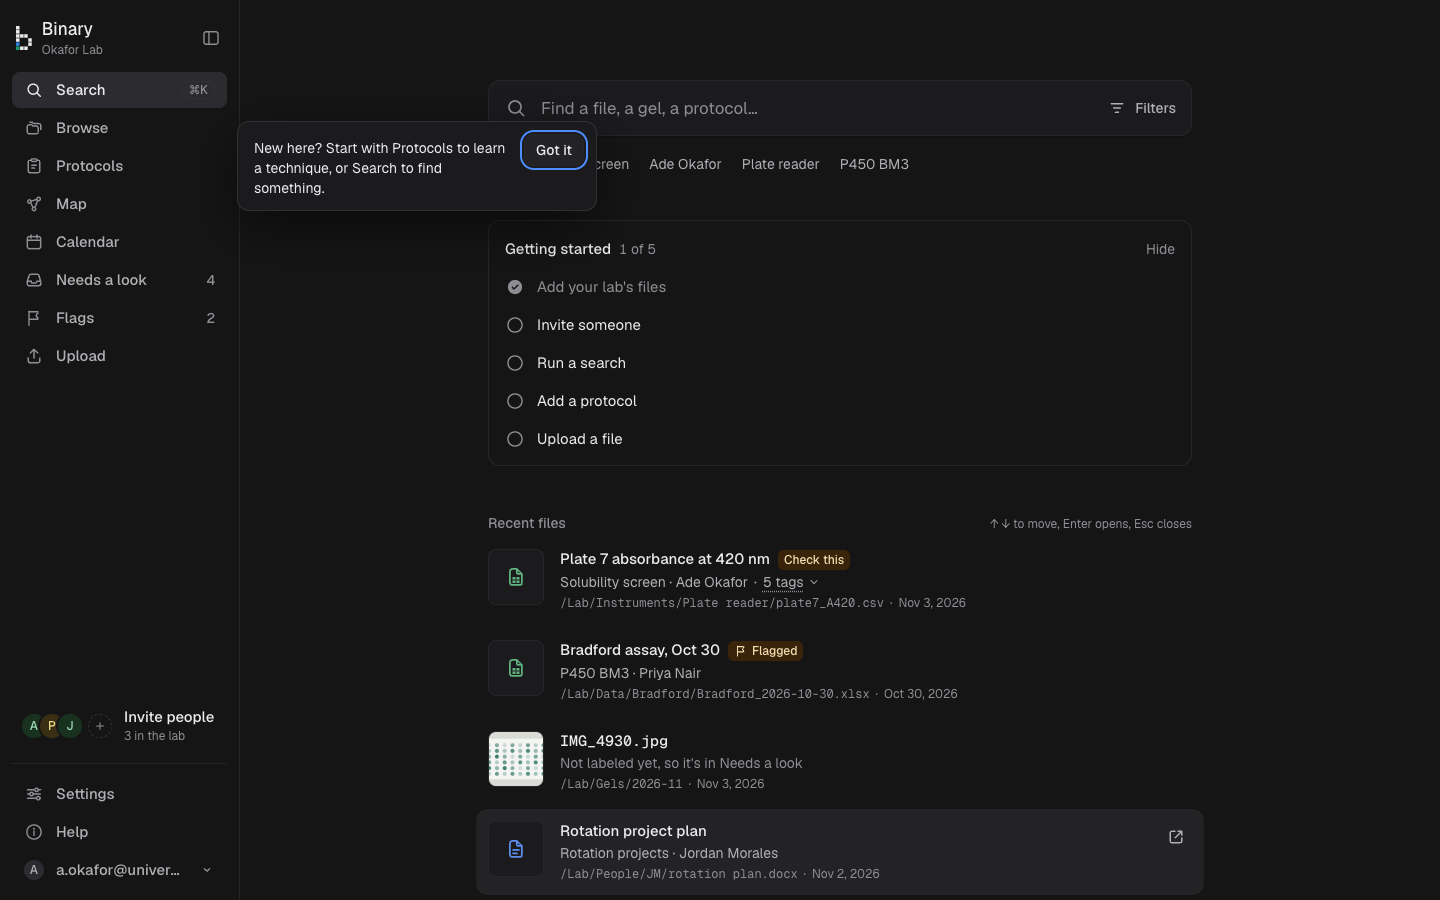 Binary
Okafor Lab
Search ⌘K
Browse
Protocols
Map
Calendar
Needs a look 4
Flags 2
Upload
A P J + Invite people
3 in the lab
Settings
Help
A a.okafor@univer...
Find a file, a gel, a protocol... Filters
New here? Start with Protocols to learn
a technique, or Search to find
something.
Got it
Ade Okafor Plate reader P450 BM3
Getting started 1 of 5 Hide
Add your lab's files
Invite someone
Run a search
Add a protocol
Upload a file
Recent files ↑↓ to move, Enter opens, Esc closes
Plate 7 absorbance at 420 nm Check this
Solubility screen · Ade Okafor · 5 tags
/Lab/Instruments/Plate reader/plate7_A420.csv · Nov 3, 2026
Bradford assay, Oct 30 Flagged
P450 BM3 · Priya Nair
/Lab/Data/Bradford/Bradford_2026-10-30.xlsx · Oct 30, 2026
IMG_4930.jpg
Not labeled yet, so it's in Needs a look
/Lab/Gels/2026-11 · Nov 3, 2026
Rotation project plan
Rotation projects · Jordan Morales
/Lab/People/JM/rotation plan.docx · Nov 2, 2026